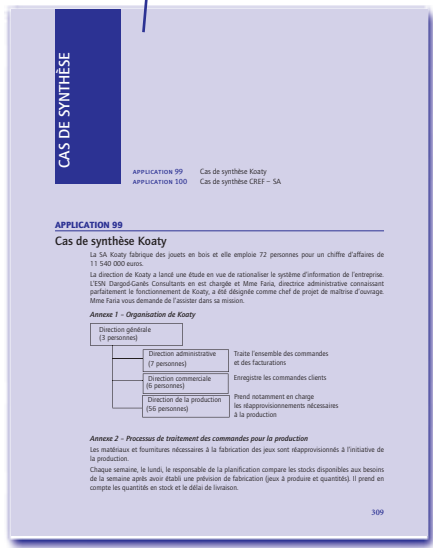 CAS DE SYNTHÈSE
APPLICATION 99 Cas de synthèse Koaty
APPLICATION 100 Cas de synthèse CREF – SA
APPLICATION 99
Cas de synthèse Koaty
La SA Koaty fabrique des jouets en bois et elle emploie 72 personnes pour un chiffre d'affaires de
11 540 000 euros.
La direction de Koaty a lancé une étude en vue de rationaliser le système d'information de l'entreprise.
L'ESN Dargod-Ganês Consultants en est chargée et Mme Faria, directrice administrative connaissant
parfaitement le fonctionnement de Koaty, a été désignée comme chef de projet de maîtrise d'ouvrage.
Mme Faria vous demande de l'assister dans sa mission.
Annexe 1 – Organisation de Koaty
Direction générale
(3 personnes)
Direction administrative
(7 personnes)
Traite l'ensemble des commandes
et des facturations
Direction commerciale
(6 personnes)
Enregistre les commandes clients
Direction de la production
(56 personnes)
Prend notamment en charge
les réapprovisionnements nécessaires
à la production
Annexe 2 – Processus de traitement des commandes pour la production
Les matériaux et fournitures nécessaires à la fabrication des jeux sont réapprovisionnés à l'initiative de
la production.
Chaque semaine, le lundi, le responsable de la planification compare les stocks disponibles aux besoins
de la semaine après avoir établi une prévision de fabrication (jeux à produire et quantités). Il prend en
compte les quantités en stock et le délai de livraison.
309